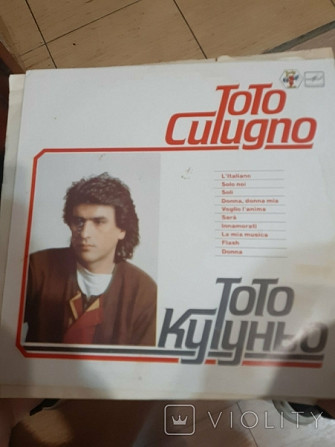 Toto
Cutugno
L'Italiano
Solo noi
Soli
Donna, donna mia
Voglio l'anima
Sarà
Innamorati
La mia musica
Flash
Donna
Тото
Кутуньо
VIOLITY